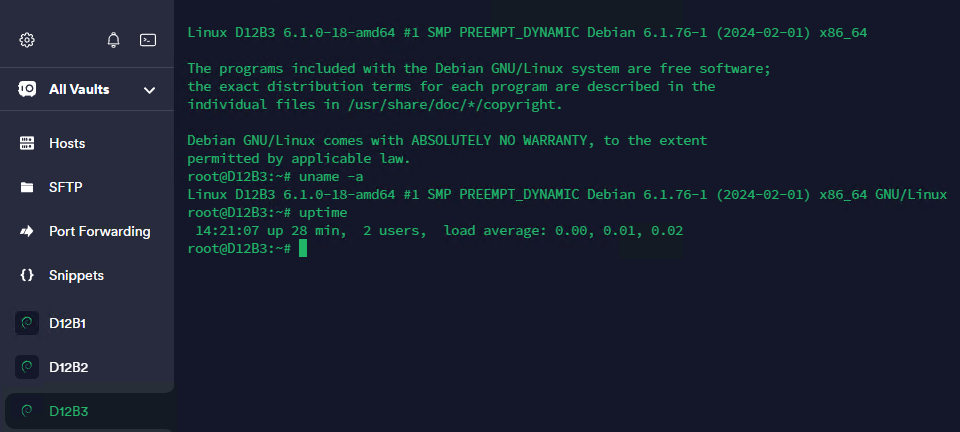 All Vaults
Hosts
SFTP
Port Forwarding
Snippets
D12B1
D12B2
D12B3
Linux D12B3 6.1.0-18-amd64 #1 SMP PREEMPT_DYNAMIC Debian 6.1.76-1 (2024-02-01) x86_64
The programs included with the Debian GNU/Linux system are free software;
the exact distribution terms for each program are described in the
individual files in /usr/share/doc/*/copyright.
Debian GNU/Linux comes with ABSOLUTELY NO WARRANTY, to the extent
permitted by applicable law.
root@D12B3:~# uname -a
Linux D12B3 6.1.0-18-amd64 #1 SMP PREEMPT_DYNAMIC Debian 6.1.76-1 (2024-02-01) x86_64 GNU/Linux
root@D12B3:~# uptime
 14:21:07 up 28 min,  2 users,  load average: 0.00, 0.01, 0.02
root@D12B3:~#